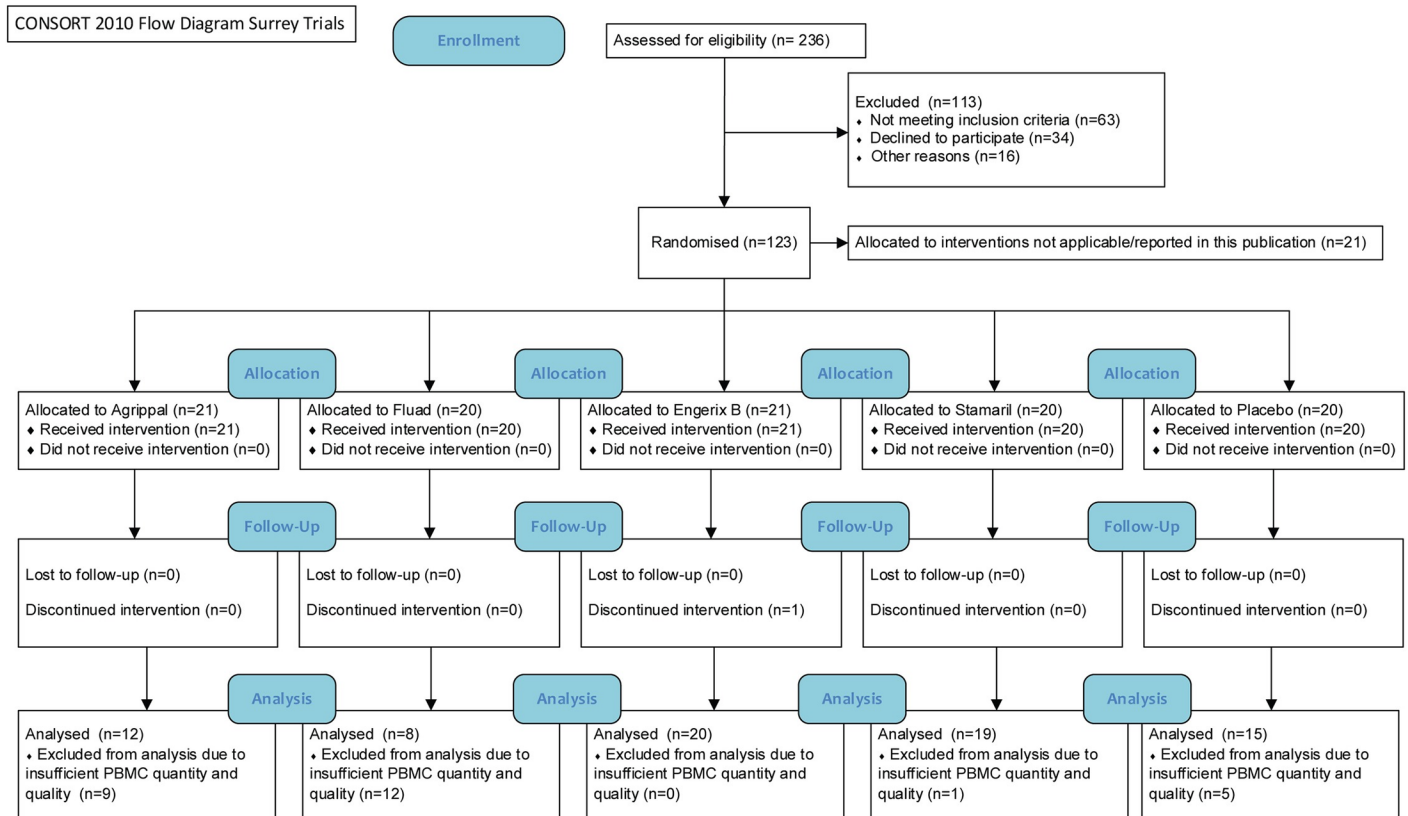 CONSORT 2010 Flow Diagram Surrey Trials
Enrollment
Assessed for eligibility (n= 236)
Excluded (n=113)
⬧ Not meeting inclusion criteria (n=63)
⬧ Declined to participate (n=34)
⬧ Other reasons (n=16)
Randomised (n=123)
Allocated to interventions not applicable/reported in this publication (n=21)
Allocation
Allocation
Allocation
Allocation
Allocated to Agrippal (n=21)
♦ Received intervention (n=21)
♦ Did not receive intervention (n=0)
Allocated to Fluad (n=20)
♦ Received intervention (n=20)
♦ Did not receive intervention (n=0)
Allocated to Engerix B (n=21)
♦ Received intervention (n=21)
♦ Did not receive intervention (n=0)
Allocated to Stamaril (n=20)
♦ Received intervention (n=20)
♦ Did not receive intervention (n=0)
Allocated to Placebo (n=20)
♦ Received intervention (n=20)
♦ Did not receive intervention (n=0)
Follow-Up
Follow-Up
Follow-Up
Follow-Up
Lost to follow-up (n=0)
Discontinued intervention (n=0)
Lost to follow-up (n=0)
Discontinued intervention (n=0)
Lost to follow-up (n=0)
Discontinued intervention (n=1)
Lost to follow-up (n=0)
Discontinued intervention (n=0)
Lost to follow-up (n=0)
Discontinued intervention (n=0)
Analysis
Analysis
Analysis
Analysis
Analysed (n=12)
⬧ Excluded from analysis due to
insufficient PBMC quantity and
quality (n=9)
Analysed (n=8)
⬧ Excluded from analysis due to
insufficient PBMC quantity and
quality (n=12)
Analysed (n=20)
⬧ Excluded from analysis due to
insufficient PBMC quantity and
quality (n=0)
Analysed (n=19)
⬧ Excluded from analysis due to
insufficient PBMC quantity and
quality (n=1)
Analysed (n=15)
⬧ Excluded from analysis due to
insufficient PBMC quantity and
quality (n=5)